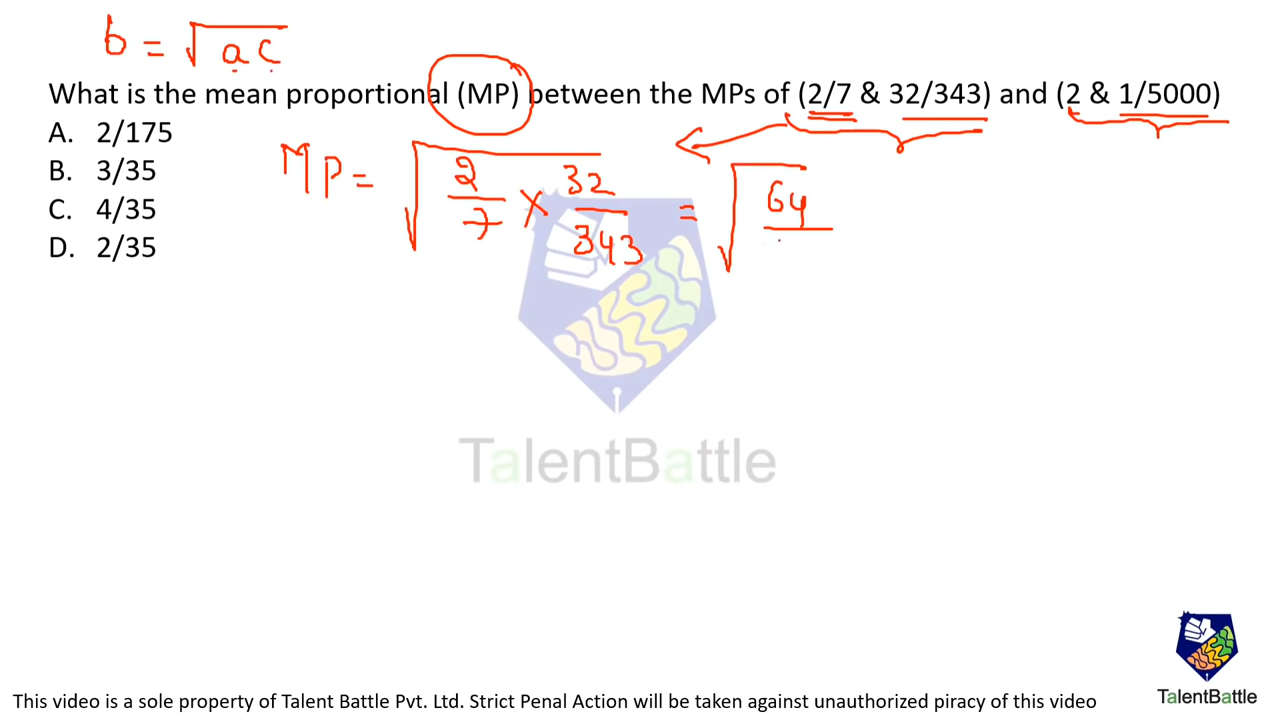 b = √ac
What is the mean proportional (MP) between the MPs of (2/7 & 32/343) and (2 & 1/5000)
A. 2/175
B. 3/35
C. 4/35
D. 2/35
MP = √2/7 × 32/343 = √64
TalentBattle
TalentBattle
This video is a sole property of Talent Battle Pvt. Ltd. Strict Penal Action will be taken against unauthorized piracy of this video